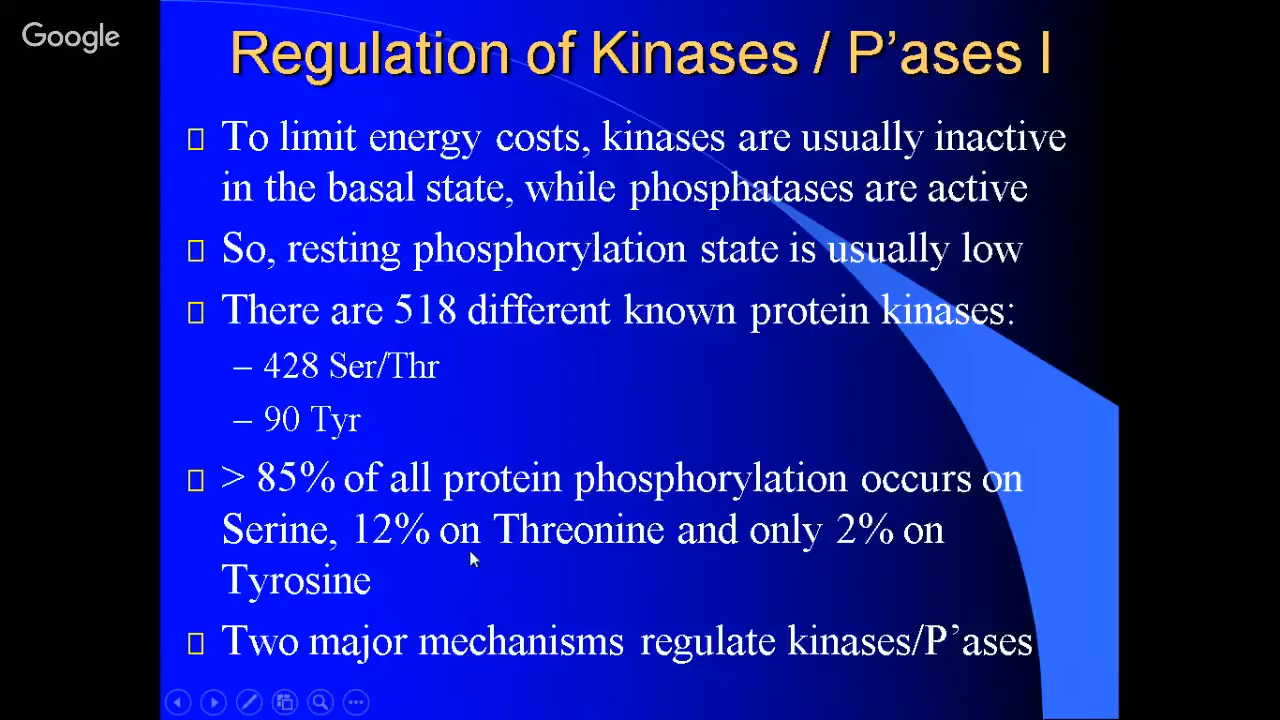 Google
Regulation of Kinases / P’ases I
To limit energy costs, kinases are usually inactive
in the basal state, while phosphatases are active
So, resting phosphorylation state is usually low
There are 518 different known protein kinases:
– 428 Ser/Thr
– 90 Tyr
> 85% of all protein phosphorylation occurs on
Serine, 12% on Threonine and only 2% on
Tyrosine
Two major mechanisms regulate kinases/P’ases